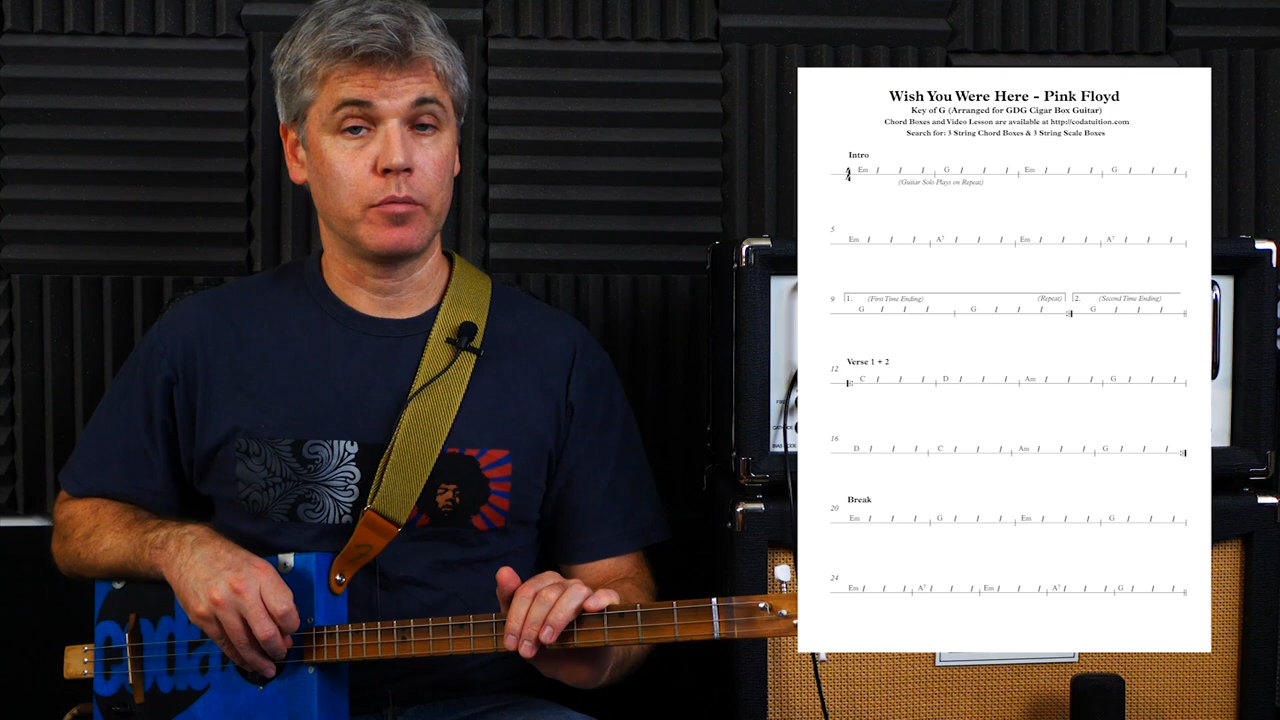 Wish You Were Here - Pink Floyd
Key of G (Arranged for GDG Cigar Box Guitar)
Chord Boxes and Video Lesson are available at http://codatuition.com
Search for: 3 String Chord Boxes & 3 String Scale Boxes
Intro
4/4 Em / / / G / / / Em / / / G / / /
(Guitar Solo Plays on Repeat)
5
Em / / / A7 / / / Em / / / A7 / / /
9 1. (First Time Ending) (Repeat) 2. (Second Time Ending)
G / / / G / / / G / / /
Verse 1 + 2
12
C / / / D / / / Am / / / G / / /
16
D / / / C / / / Am / / / G / / /
Break
20
Em / / / G / / / Em / / / G / / /
24
Em / / / A7 / / / Em / / / A7 / / / G / / /
coda